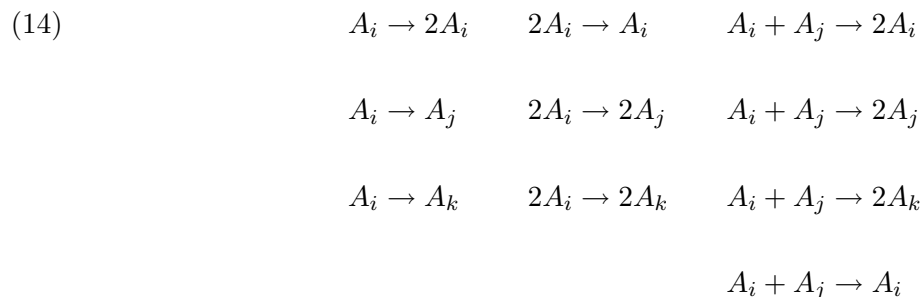 (14) A_i → 2A_i 2A_i → A_i A_i + A_j → 2A_i
A_i → A_j 2A_i → 2A_j A_i + A_j → 2A_j
A_i → A_k 2A_i → 2A_k A_i + A_j → 2A_k
A_i + A_j → A_i